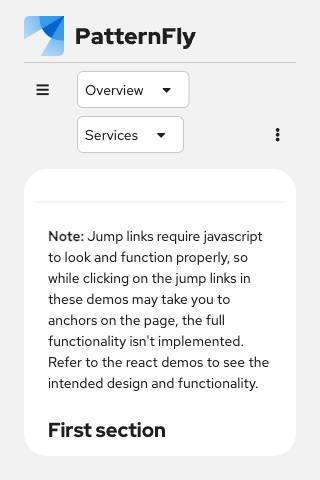 PatternFly
Overview
Services
Note: Jump links require javascript
to look and function properly, so
while clicking on the jump links in
these demos may take you to
anchors on the page, the full
functionality isn't implemented.
Refer to the react demos to see the
intended design and functionality.
First section